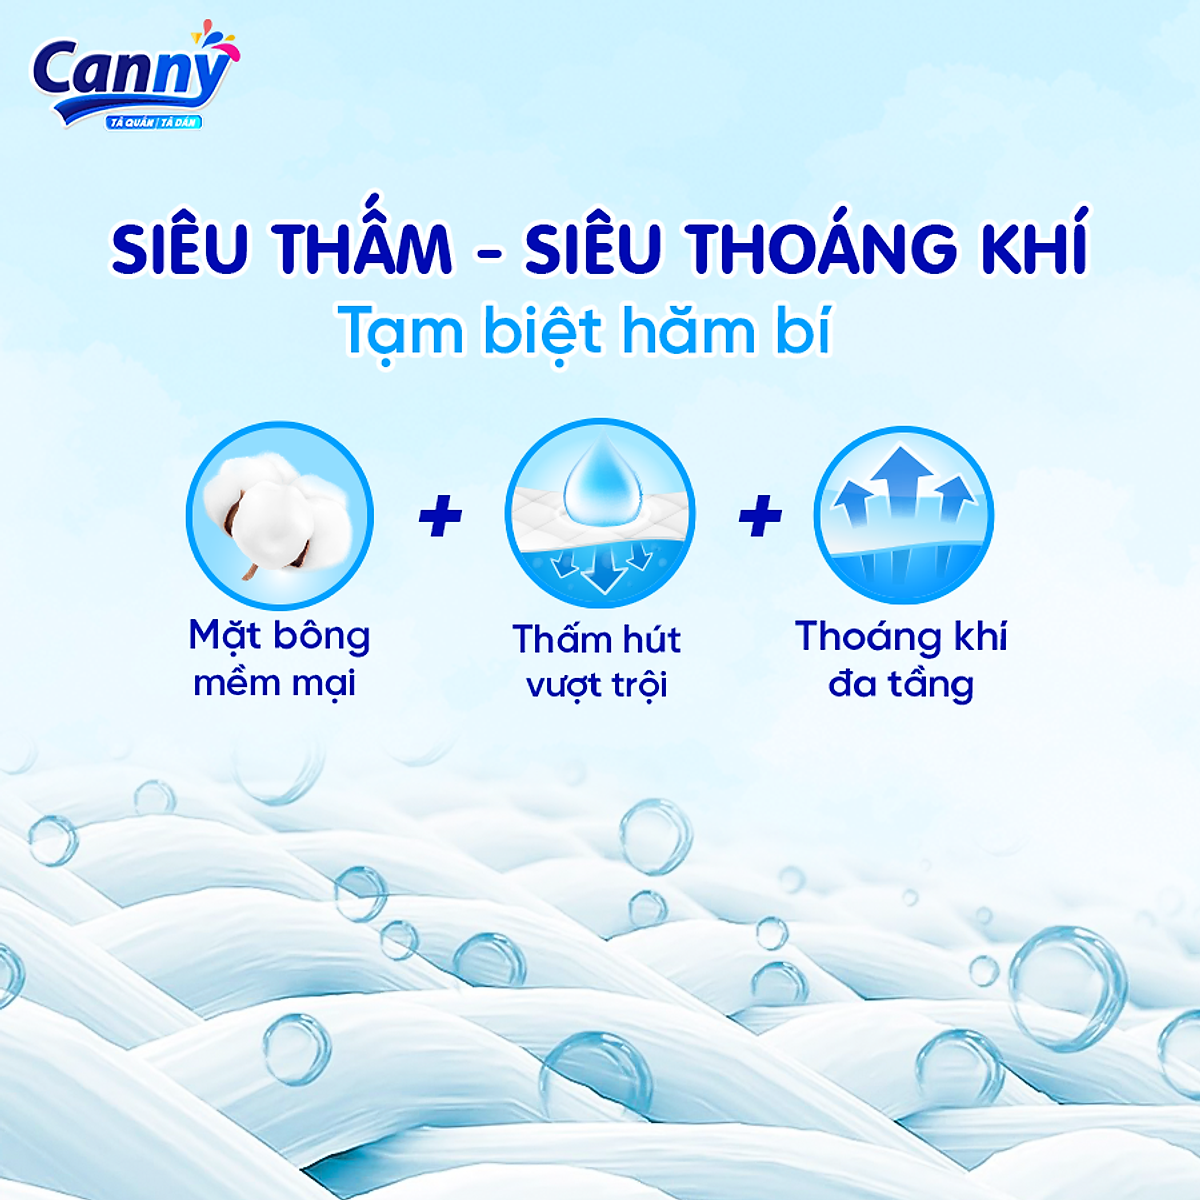 Canny
TÃ QUẦN | TÃ DÁN
SIÊU THẤM - SIÊU THOÁNG KHÍ
Tạm biệt hăm bí
Mặt bông
mềm mại
+
Thấm hút
vượt trội
+
Thoáng khí
đa tầng